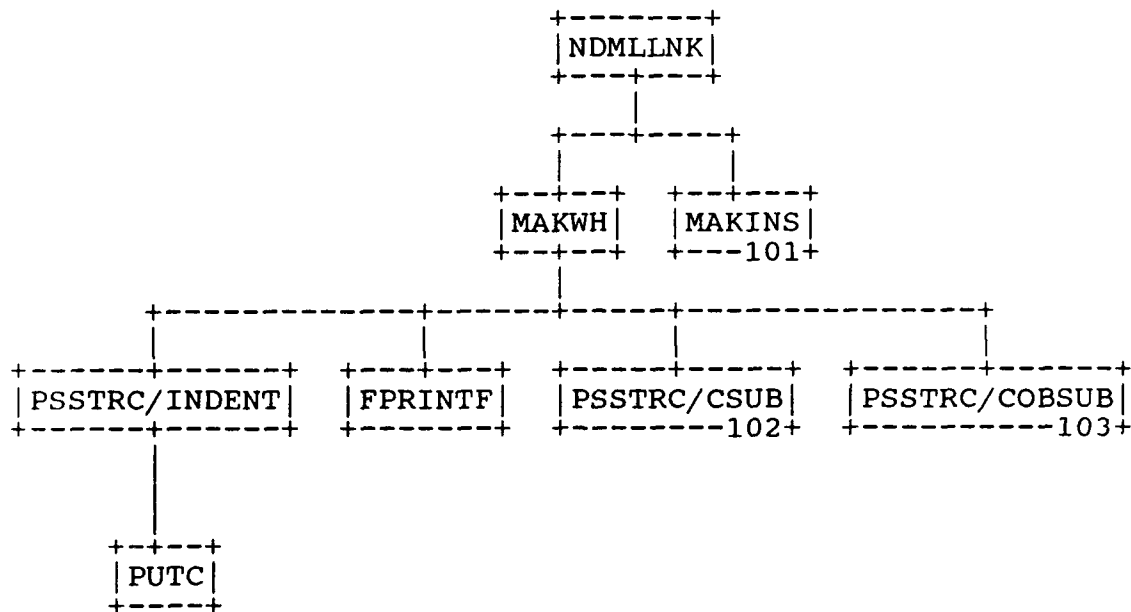 NDMLLNK
MAKWH MAKINS
101
PSSTRC/INDENT FPRINTF PSSTRC/CSUB PSSTRC/COBSUB
102 103
PUTC